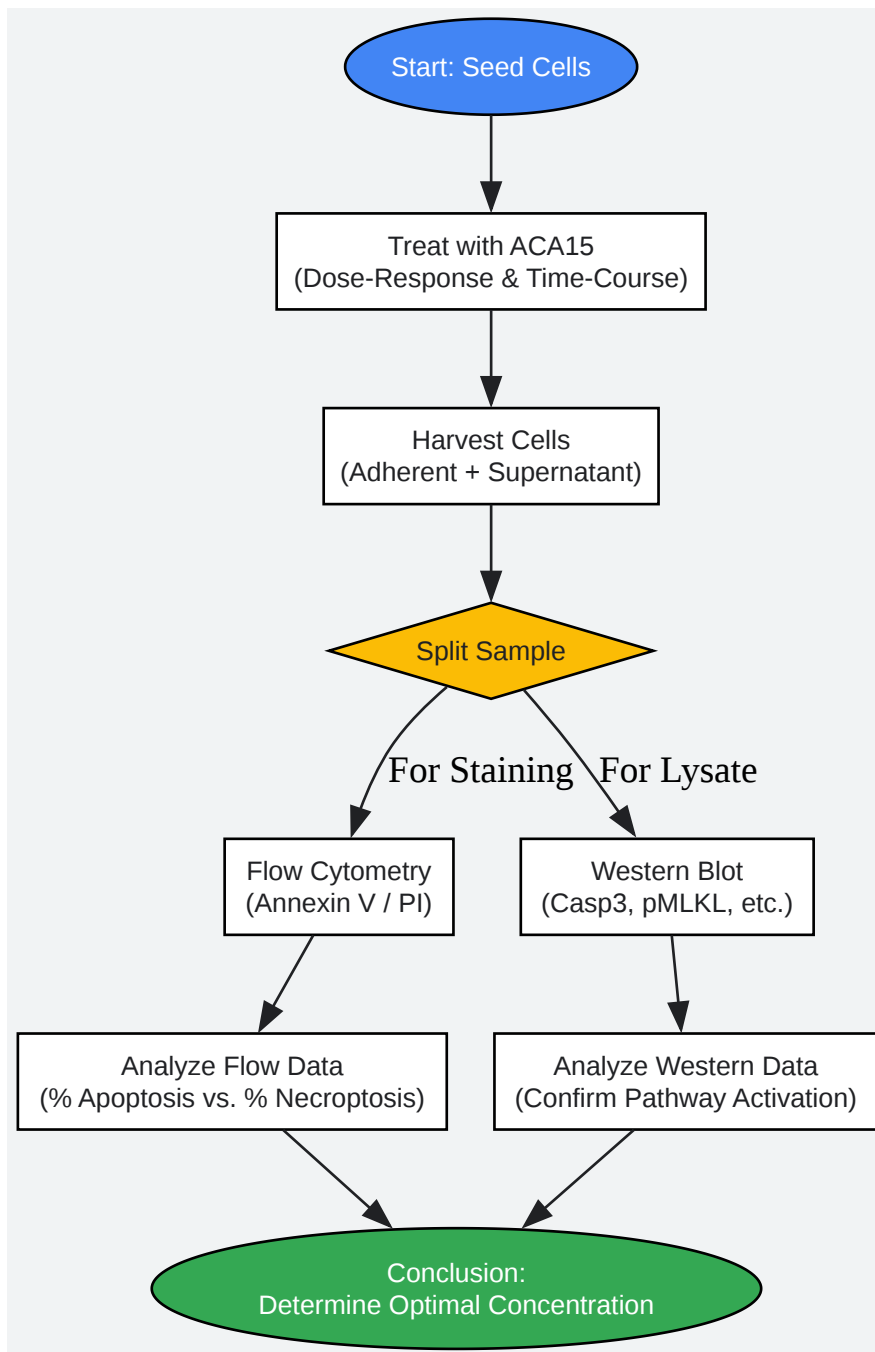 Start: Seed Cells
Treat with ACA15
(Dose-Response & Time-Course)
Harvest Cells
(Adherent + Supernatant)
Split Sample
For Staining
For Lysate
Flow Cytometry
(Annexin V / PI)
Western Blot
(Casp3, pMLKL, etc.)
Analyze Flow Data
(% Apoptosis vs. % Necroptosis)
Analyze Western Data
(Confirm Pathway Activation)
Conclusion:
Determine Optimal Concentration